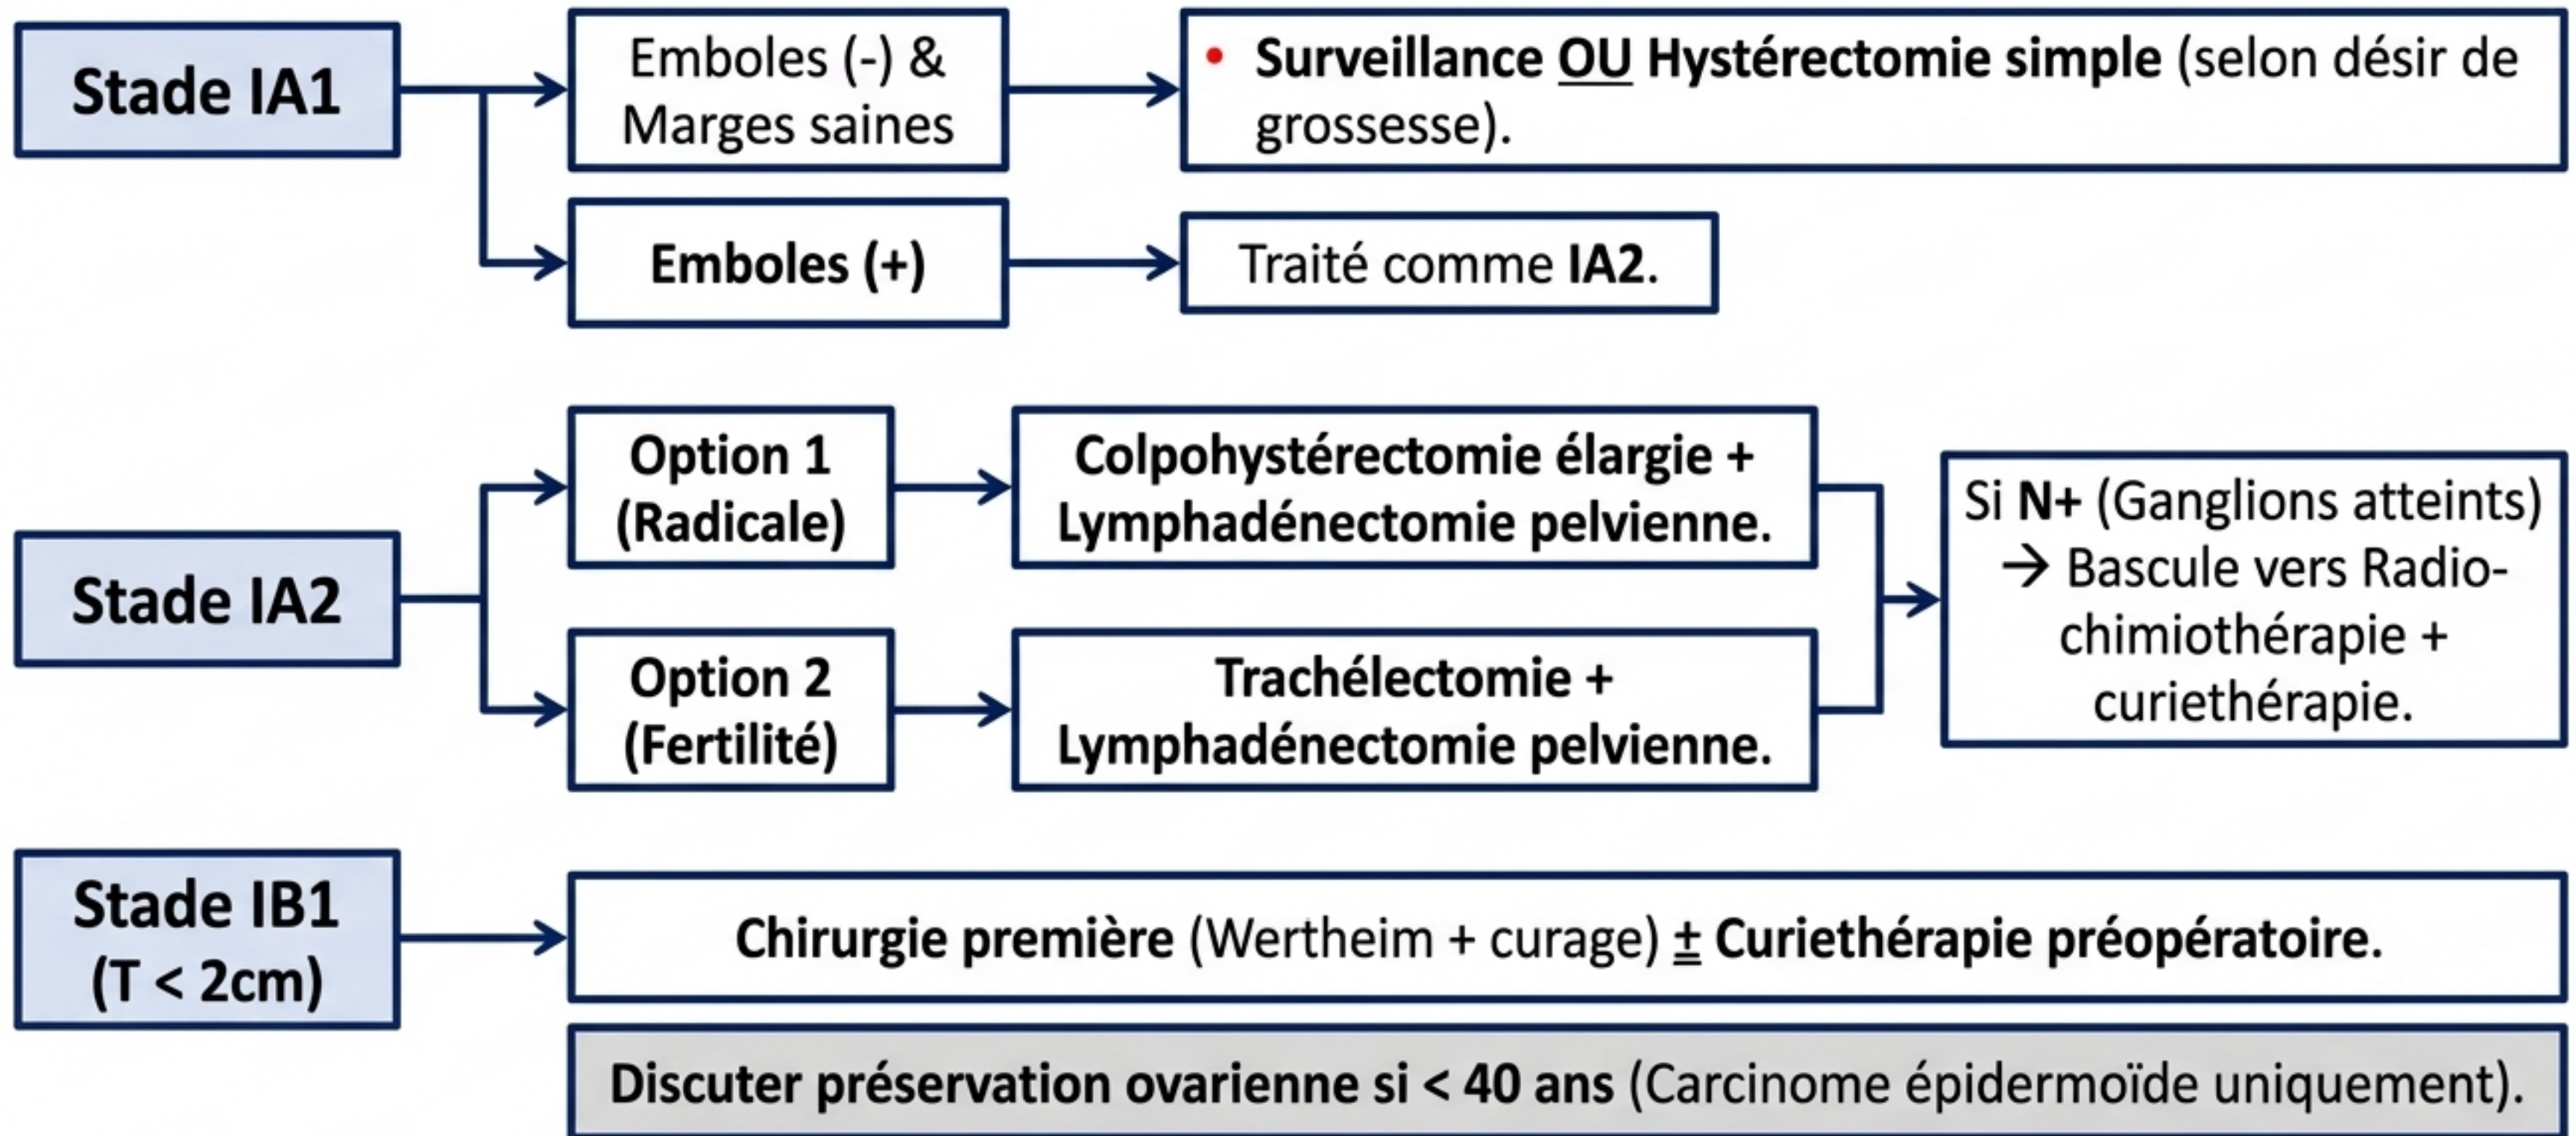 Stade IA1
Emboles (-) &
Marges saines
• Surveillance OU Hystérectomie simple (selon désir de
grossesse).
Emboles (+)
Traité comme IA2.
Stade IA2
Option 1
(Radicale)
Colpohystérectomie élargie +
Lymphadénectomie pelvienne.
Option 2
(Fertilité)
Trachélectomie +
Lymphadénectomie pelvienne.
Si N+ (Ganglions atteints)
→ Bascule vers Radio-
chimiothérapie +
curiethérapie.
Stade IB1
(T < 2cm)
Chirurgie première (Wertheim + curage) ± Curiethérapie préopératoire.
Discuter préservation ovarienne si < 40 ans (Carcinome épidermoïde uniquement).